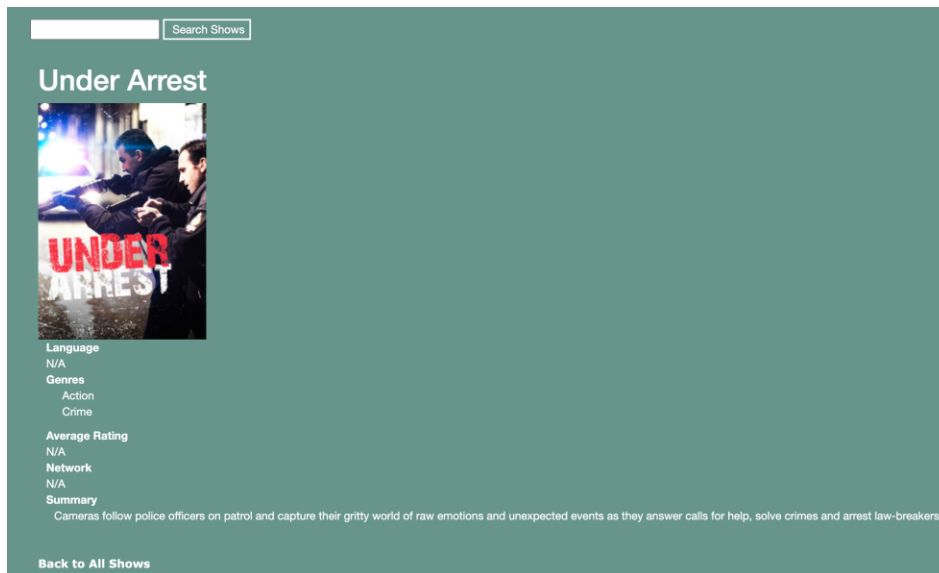 Search Shows
Under Arrest
UNDER
ARREST
Language
N/A
Genres
Action
Crime
Average Rating
N/A
Network
N/A
Summary
Cameras follow police officers on patrol and capture their gritty world of raw emotions and unexpected events as they answer calls for help, solve crimes and arrest law-breakers
Back to All Shows